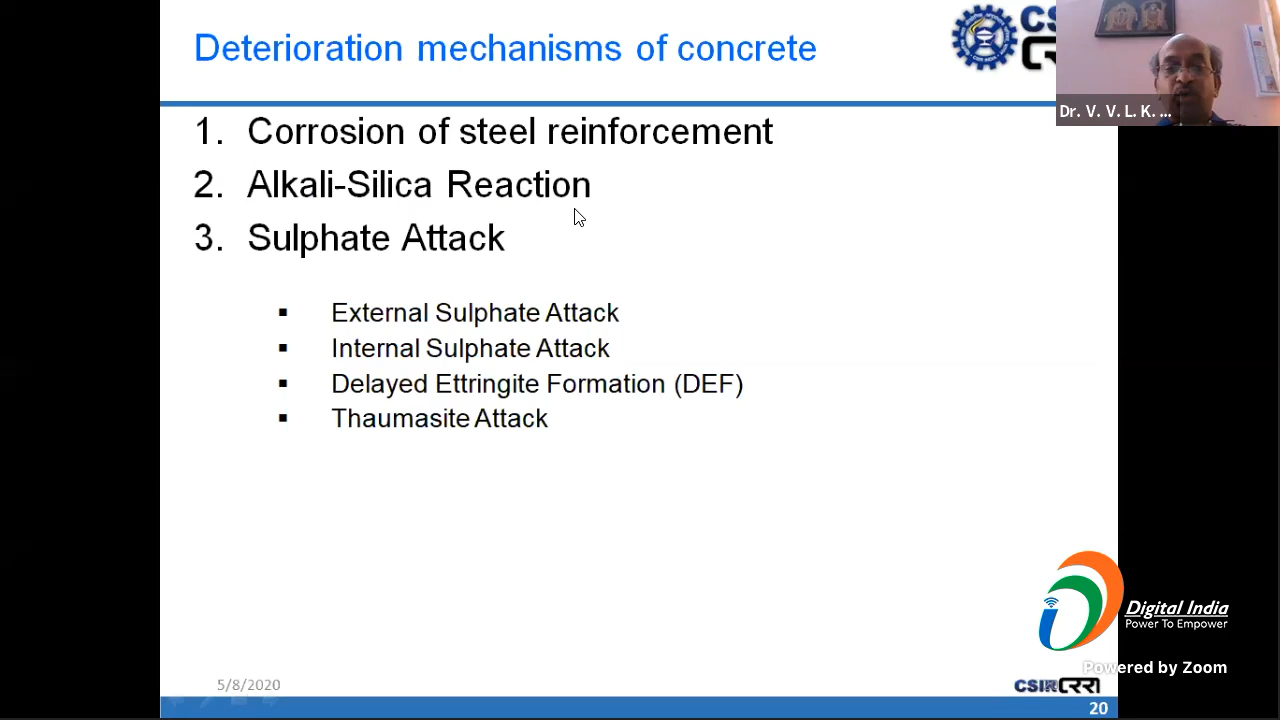 Deterioration mechanisms of concrete
Dr. V. V. L. K. ...
1. Corrosion of steel reinforcement
2. Alkali-Silica Reaction
3. Sulphate Attack
▪ External Sulphate Attack
▪ Internal Sulphate Attack
▪ Delayed Ettringite Formation (DEF)
▪ Thaumasite Attack
Digital India
Power To Empower
Powered by Zoom
5/8/2020
CSIR CRRI
20